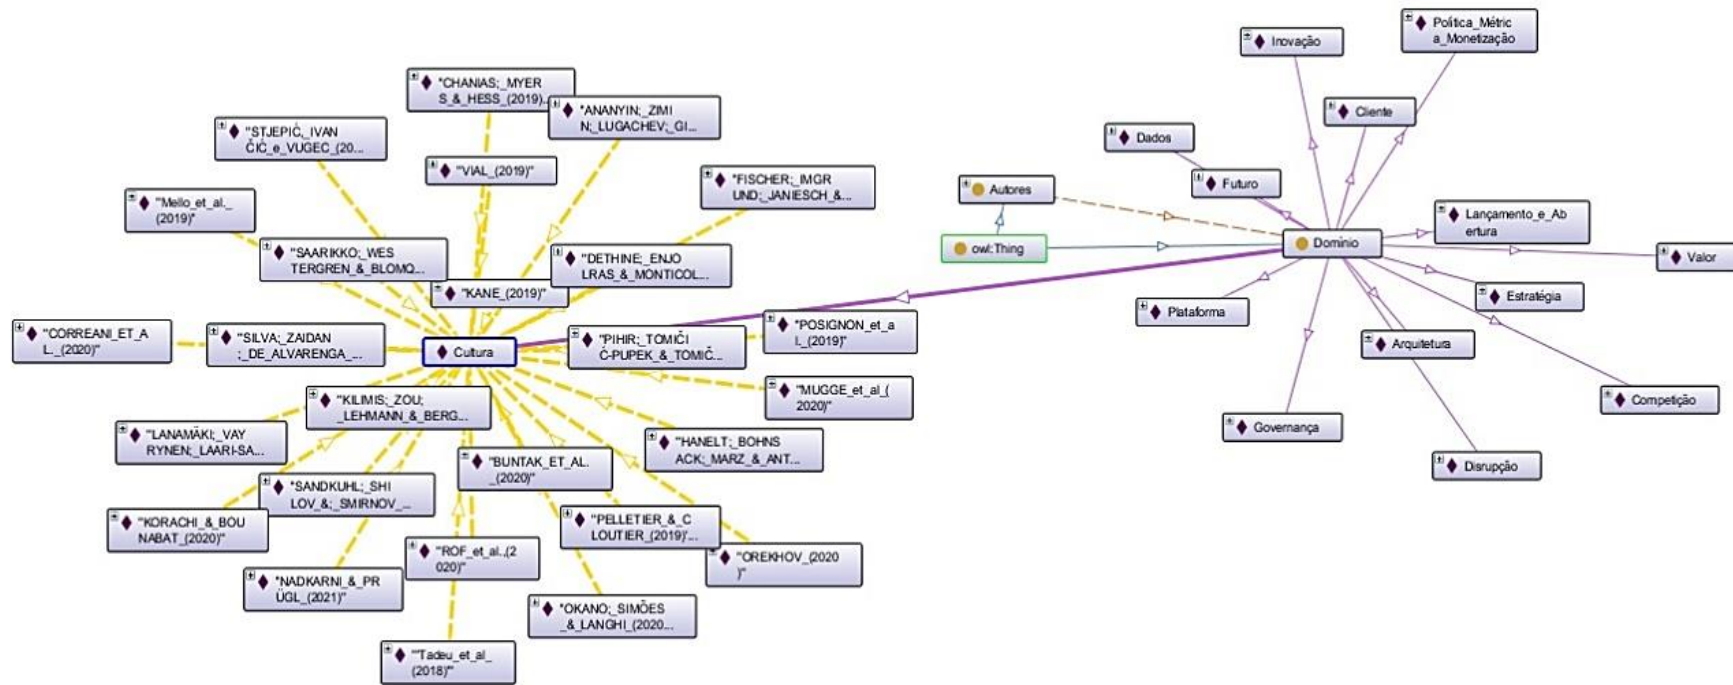 Inovação
Política_Métric
a_Monetização
"CHANIAS;_MYER
S_&_HESS_(2019)...
"ANANYIN;_ZIMI
N;_LUGACHEV;_GI...
Cliente
"STJEPIĆ;_IVAN
ČIĆ_e_VUGEC_(20...
Dados
"VIAL_(2019)"
"FISCHER;_IMGR
UND;_JANIESCH_&...
Futuro
Autores
"Mello_et_al._
(2019)"
Lançamento_e_Ab
ertura
"SAARIKKO;_WES
TERGREN_&_BLOMQ...
"DETHINE;_ENJO
LRAS_&_MONTICOL...
owl:Thing
Domínio
Valor
"KANE_(2019)"
Estratégia
Plataforma
"CORREANI_ET_A
L._(2020)"
"SILVA;_ZAIDAN
;_DE_ALVARENGA_...
Cultura
"PIHIR;_TOMIČI
Ć-PUPEK_&_TOMIČ...
"POSIGNON_et_a
l._(2019)"
Arquitetura
"MUGGE_et_al_(
2020)"
Competição
"KILIMIS;_ZOU;
_LEHMANN_&_BERG...
Governança
"LANAMÄKI;_VAY
RYNEN;_LAARI-SA...
"HANELT;_BOHNS
ACK;_MARZ_&_ANT...
"BUNTAK_ET_AL.
_(2020)"
Disrupção
"SANDKUHL;_SHI
LOV_&;_SMIRNOV_...
"KORACHI_&_BOU
NABAT_(2020)"
"PELLETIER_&_C
LOUTIER_(2019)'...
"ROF_et_al.,(2
020)"
"OREKHOV_(2020
)"
"NADKARNI_&_PR
ÜGL_(2021)"
"OKANO;_SIMÕES
_&_LANGHI_(2020...
"'Tadeu_et_al_
(2018)'"